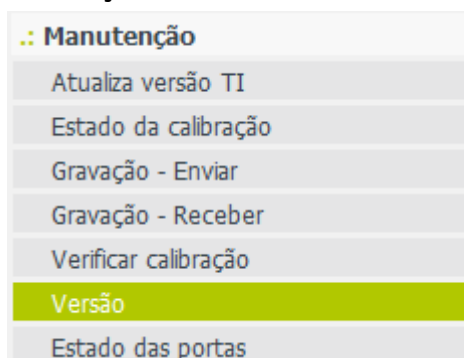 .: Manutenção
Atualiza versão TI
Estado da calibração
Gravação - Enviar
Gravação - Receber
Verificar calibração
Versão
Estado das portas